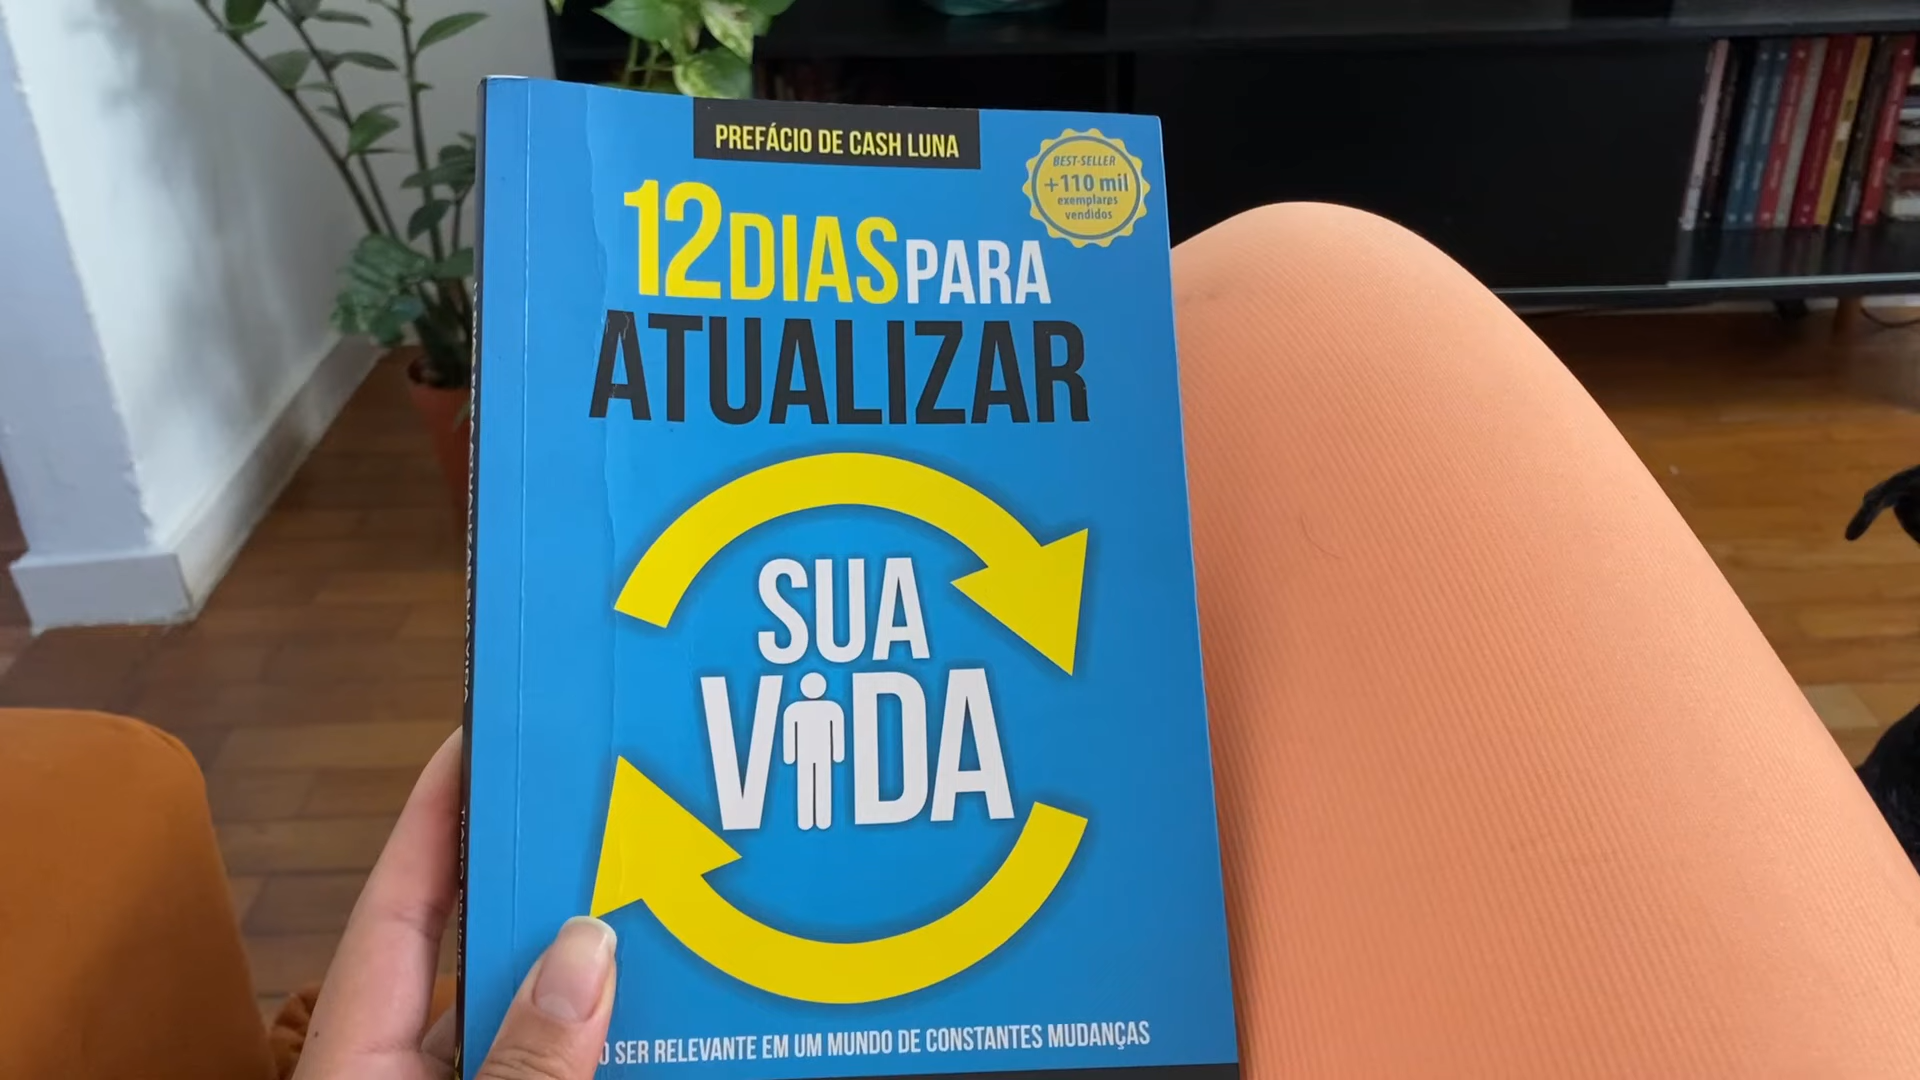 PREFÁCIO DE CASH LUNA
BEST-SELLER
+110 mil
exemplares
vendidos
12 DIAS PARA
ATUALIZAR
SUA
VIDA
SER RELEVANTE EM UM MUNDO DE CONSTANTES MUDANÇAS